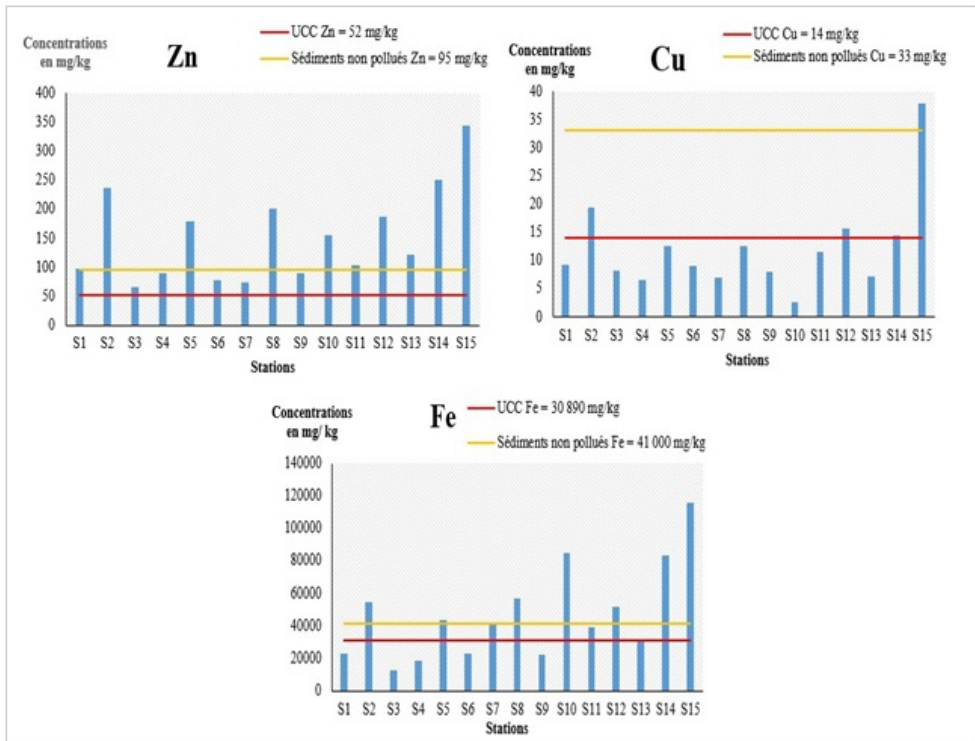 Concentrations
en mg/kg
Zn
UCC Zn = 52 mg/kg
Sédiments non pollués Zn = 95 mg/kg
400
350
300
250
200
150
100
50
0
S1 S2 S3 S4 S5 S6 S7 S8 S9 S10 S11 S12 S13 S14 S15
Stations
Concentrations
en mg/kg
Cu
UCC Cu = 14 mg/kg
Sédiments non pollués Cu = 33 mg/kg
40
35
30
25
20
15
10
5
0
S1 S2 S3 S4 S5 S6 S7 S8 S9 S10 S11 S12 S13 S14 S15
Stations
Concentrations
en mg/ kg
Fe
UCC Fe = 30 890 mg/kg
Sédiments non pollués Fe = 41 000 mg/kg
140000
120000
100000
80000
60000
40000
20000
0
S1 S2 S3 S4 S5 S6 S7 S8 S9 S10 S11 S12 S13 S14 S15
Stations